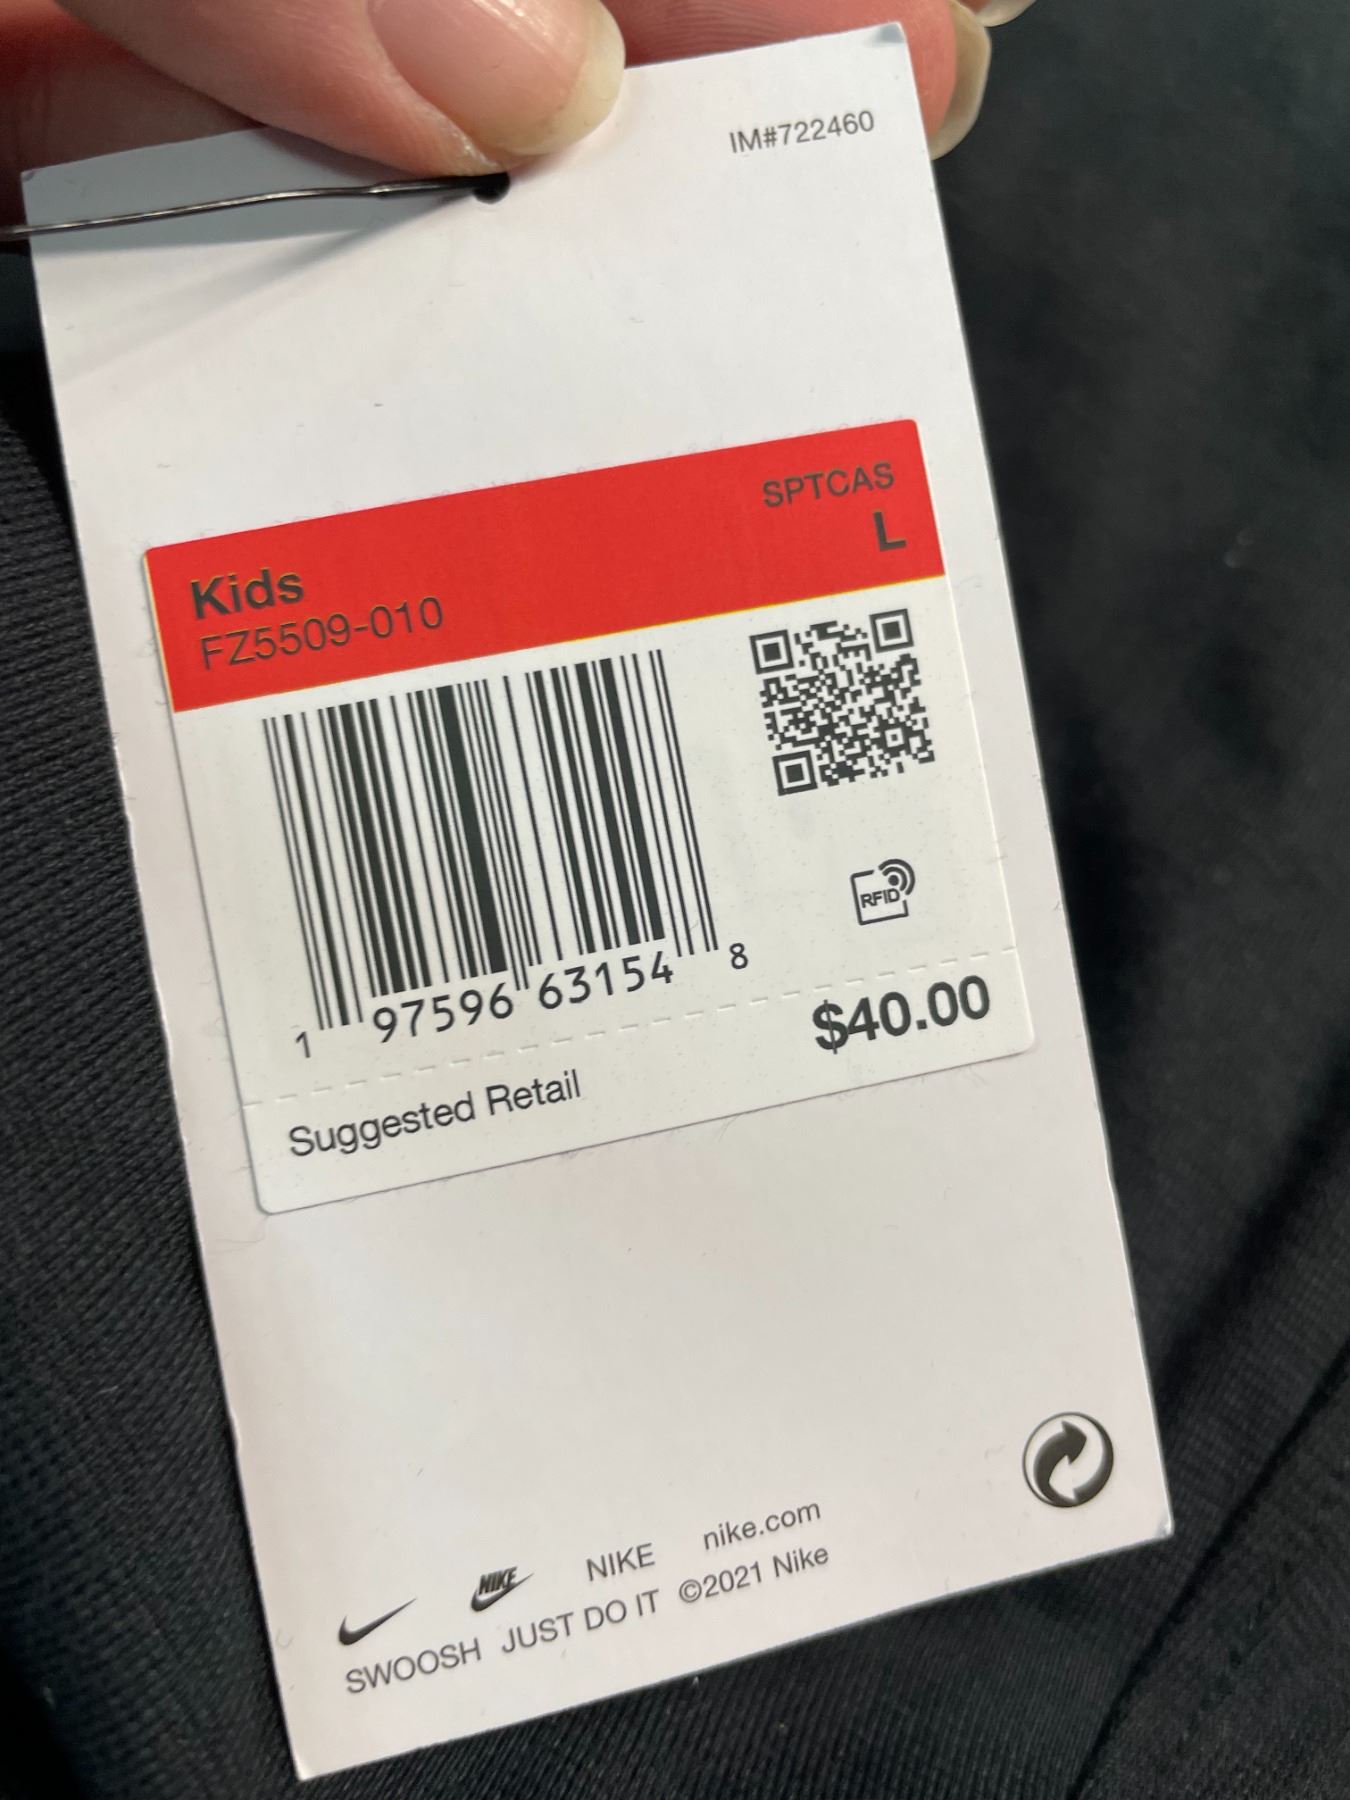 IM#722460
SPTCAS
L
Kids
FZ5509-010
RFID
1 97596 63154 8
$40.00
Suggested Retail
NIKE NIKE nike.com
SWOOSH JUST DO IT ©2021 Nike